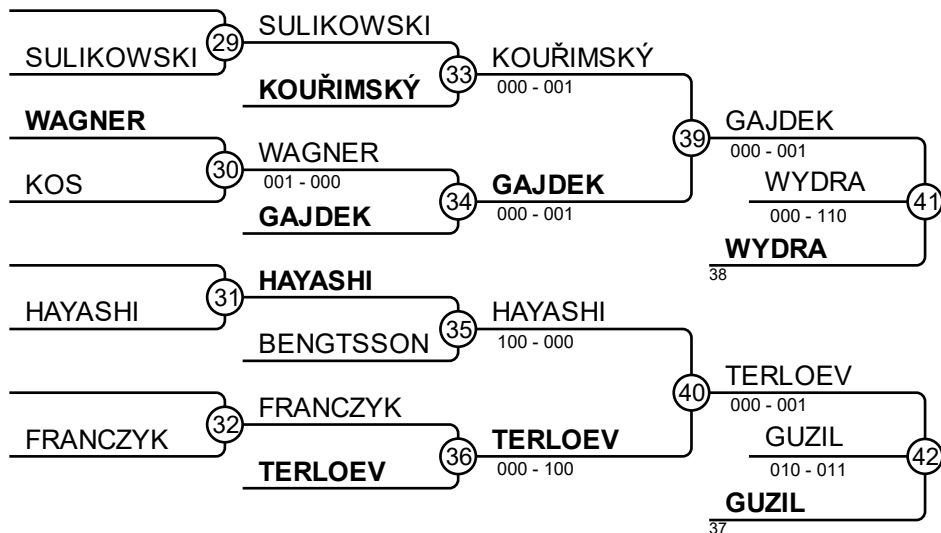 SULIKOWSKI
29
SULIKOWSKI
33
KOUŘIMSKÝ
KOUŘIMSKÝ
000 - 001
39
GAJDEK
000 - 001
WAGNER
30
KOS
WAGNER
001 - 000
34
GAJDEK
GAJDEK
000 - 001
WYDRA
000 - 110
41
WYDRA
38
HAYASHI
31
HAYASHI
35
BENGTSSON
HAYASHI
100 - 000
40
TERLOEV
000 - 001
FRANCZYK
32
FRANCZYK
36
TERLOEV
TERLOEV
000 - 100
GUZIL
010 - 011
42
GUZIL
37